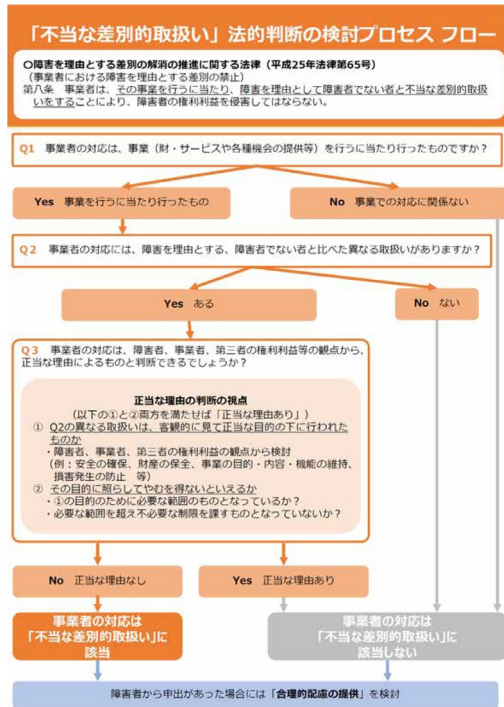 「不当な差別的取扱い」法的判断の検討プロセス フロー
〇障害を理由とする差別の解消の推進に関する法律（平成25年法律第65号）
（事業者における障害を理由とする差別の禁止）
第八条　事業者は、その事業を行うに当たり、障害を理由として障害者でない者と不当な差別的取扱
いをすることにより、障害者の権利利益を侵害してはならない。
Q1　事業者の対応は、事業（財・サービスや各種機会の提供等）を行うに当たり行ったものですか？
Yes　事業を行うに当たり行ったもの
No　事業での対応に関係ない
Q2　事業者の対応には、障害を理由とする、障害者でない者と比べた異なる取扱いがありますか？
Yes　ある
No　ない
Q3　事業者の対応は、障害者、事業者、第三者の権利利益等の観点から、
正当な理由によるものと判断できるでしょうか？
正当な理由の判断の視点
（以下の①と②両方を満たせば「正当な理由あり」）
①　Q2の異なる取扱いは、客観的に見て正当な目的の下に行われた
ものか
・障害者、事業者、第三者の権利利益の観点から検討
（例：安全の確保、財産の保全、事業の目的・内容・機能の維持、
損害発生の防止　等）
②　その目的に照らしてやむを得ないといえるか
・①の目的のために必要な範囲のものとなっているか？
・必要な範囲を超え不必要な制限を課すものとなっていないか？
No　正当な理由なし
Yes　正当な理由あり
事業者の対応は
「不当な差別的取扱い」に
該当
事業者の対応は
「不当な差別的取扱い」に
該当しない
障害者から申出があった場合には「合理的配慮の提供」を検討